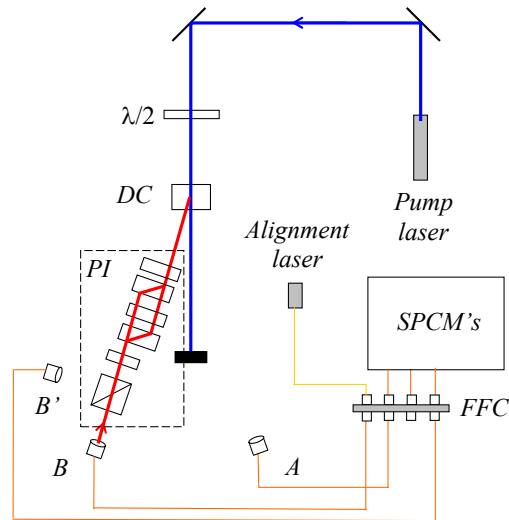 λ/2
DC
Pump
laser
Alignment
laser
PI
SPCM's
FFC
B'
B
A